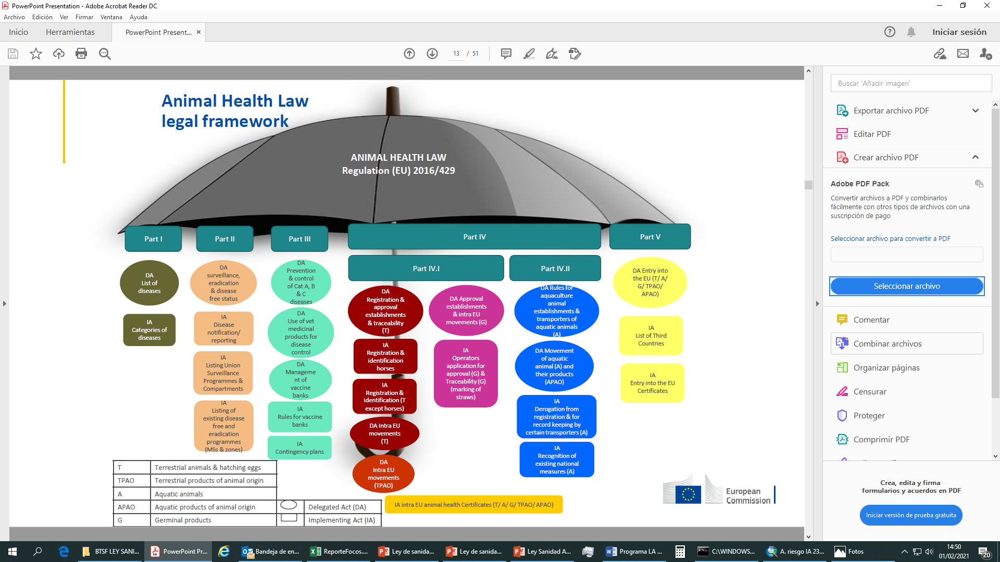 PowerPoint Presentation - Adobe Acrobat Reader DC
Archivo Edición Ver Firmar Ventana Ayuda
Inicio Herramientas PowerPoint Present... × Iniciar sesión
13 / 51
Animal Health Law
legal framework
ANIMAL HEALTH LAW
Regulation (EU) 2016/429
Part I
Part II
Part III
Part IV
Part V
Part IV.I
Part IV.II
DA
List of
diseases
IA
Categories of
diseases
DA
surveillance,
eradication
& disease
free status
IA
Disease
notification/
reporting
IA
Listing Union
Surveillance
Programmes &
Compartments
IA
Listing of
existing disease
free and
eradication
programmes
(MSs & zones)
DA
Prevention
& control
of Cat A, B
& C
diseases
DA
Use of vet
medicinal
products for
disease
control
DA
Manageme
nt of
vaccine
banks
IA
Rules for vaccine
banks
IA
Contingency plans
DA
Registration &
approval
establishments
& traceability
(T)
IA
Registration &
identification
horses
IA
Registration &
identification (T
except horses)
DA Intra EU
movements
(T)
DA
Intra EU
movements
(TPAO)
DA Approval
establishments
& intra EU
movements (G)
IA
Operators
application for
approval (G) &
Traceability (G)
(marking of
straws)
DA Rules for
aquaculture
animal
establishments &
transporters of
aquatic animals
(A)
DA Movement
of aquatic
animal (A) and
their products
(APAO)
IA
Derogation from
registration & for
record keeping by
certain transporters (A)
IA
Recognition of
existing national
measures (A)
DA Entry into
the EU (T/ A/
G/ TPAO/
APAO)
IA
List of Third
Countries
IA
Entry into the EU
Certificates
T Terrestrial animals & hatching eggs
TPAO Terrestrial products of animal origin
A Aquatic animals
APAO Aquatic products of animal origin Delegated Act (DA)
G Germinal products Implementing Act (IA)
IA intra EU animal health Certificates (T/ A/ G/ TPAO/ APAO)
European
Commission
Buscar 'Añadir imagen'
Exportar archivo PDF
Editar PDF
Crear archivo PDF
Adobe PDF Pack
Convertir archivos a PDF y combinarlos
fácilmente con otros tipos de archivos con una
suscripción de pago
Seleccionar archivo para convertir a PDF
Seleccionar archivo
Comentar
Combinar archivos
Organizar páginas
Censurar
Proteger
Comprimir PDF
Crea, edita y firma
formularios y acuerdos en PDF
Iniciar versión de prueba gratuita
BTSF LEY SANI... PowerPoint Pr... Bandeja de en... ReporteFocos.... Ley de sanida... Ley de sanida... Ley Sanidad A... Programa LA ... C:\WINDOWS... A. riesgo IA 23... Fotos
14:50
01/02/2021
20